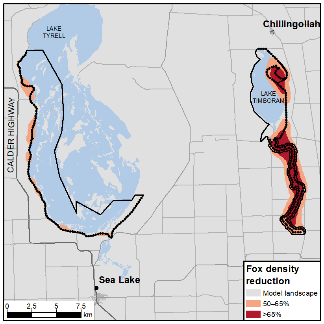 LAKE
TYRELL
Chillingollah
CALDER HIGHWAY
LAKE
TIMBORAM
Sea Lake
0 2.5 5 7.5
km
Fox density
reduction
Model landscape
50–65%
>65%